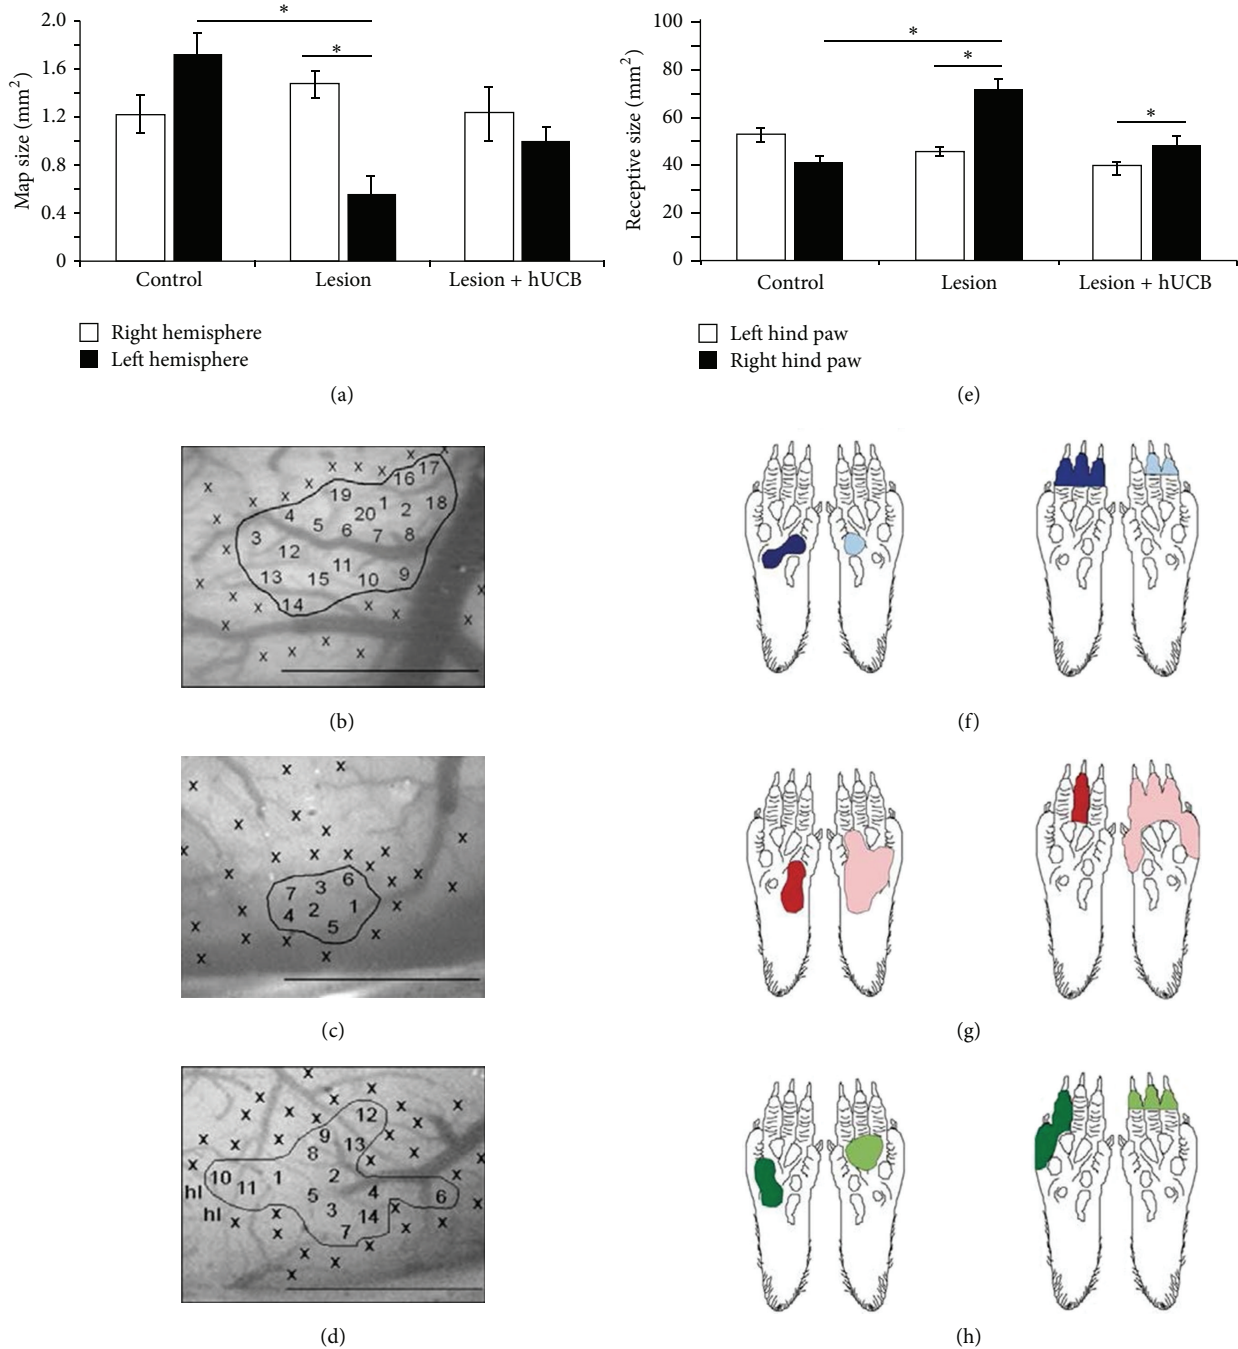 *
*
2.0
1.6
1.2
0.8
0.4
0
Map size (mm²)
Control
Lesion
Lesion + hUCB
Right hemisphere
Left hemisphere
(a)
*
*
*
100
80
60
40
20
0
Receptive size (mm²)
Control
Lesion
Lesion + hUCB
Left hind paw
Right hind paw
(e)
x x x x x 17
x 16
x x x 19 1 2 18
x 4 5 20
3 6 7 8
x 12 11
x 13 15 10 9 x
x x 14 x x x
x x x
x x
(b)
(f)
x x
x
x x
x x
x x x x x x
x 7 3 6 x x x
x 4 2 1 x
x x 5 x
x x x
(c)
(g)
x x
x x x 12 x x
x x x 9 13 x x
x x 8 x x
10 11 1 2 4 6
hl hl 5 3 14 x x
x x x 7 x x x
x x x
x
(d)
(h)